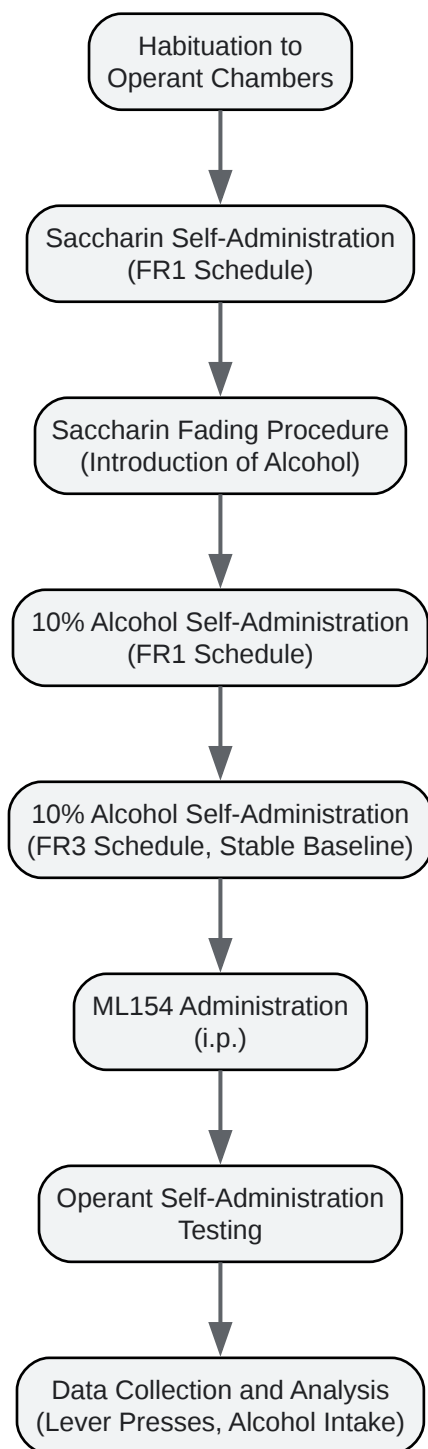 Habituation to
Operant Chambers
Saccharin Self-Administration
(FR1 Schedule)
Saccharin Fading Procedure
(Introduction of Alcohol)
10% Alcohol Self-Administration
(FR1 Schedule)
10% Alcohol Self-Administration
(FR3 Schedule, Stable Baseline)
ML154 Administration
(i.p.)
Operant Self-Administration
Testing
Data Collection and Analysis
(Lever Presses, Alcohol Intake)